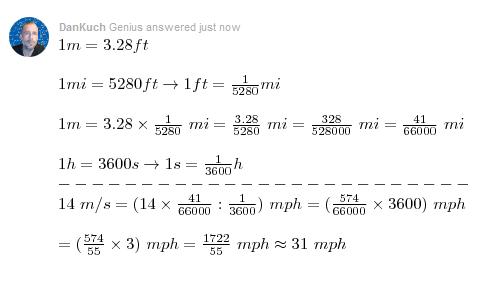 DanKuch Genius answered just now
1m = 3.28ft
1mi = 5280ft → 1ft = 1/5280 mi
1m = 3.28 × 1/5280 mi = 3.28/5280 mi = 328/528000 mi = 41/66000 mi
1h = 3600s → 1s = 1/3600 h
− − − − − − − − − − − − − − − − − − − − − − − −
14 m/s = (14 × 41/66000 : 1/3600) mph = (574/66000 × 3600) mph
= (574/55 × 3) mph = 1722/55 mph ≈ 31 mph